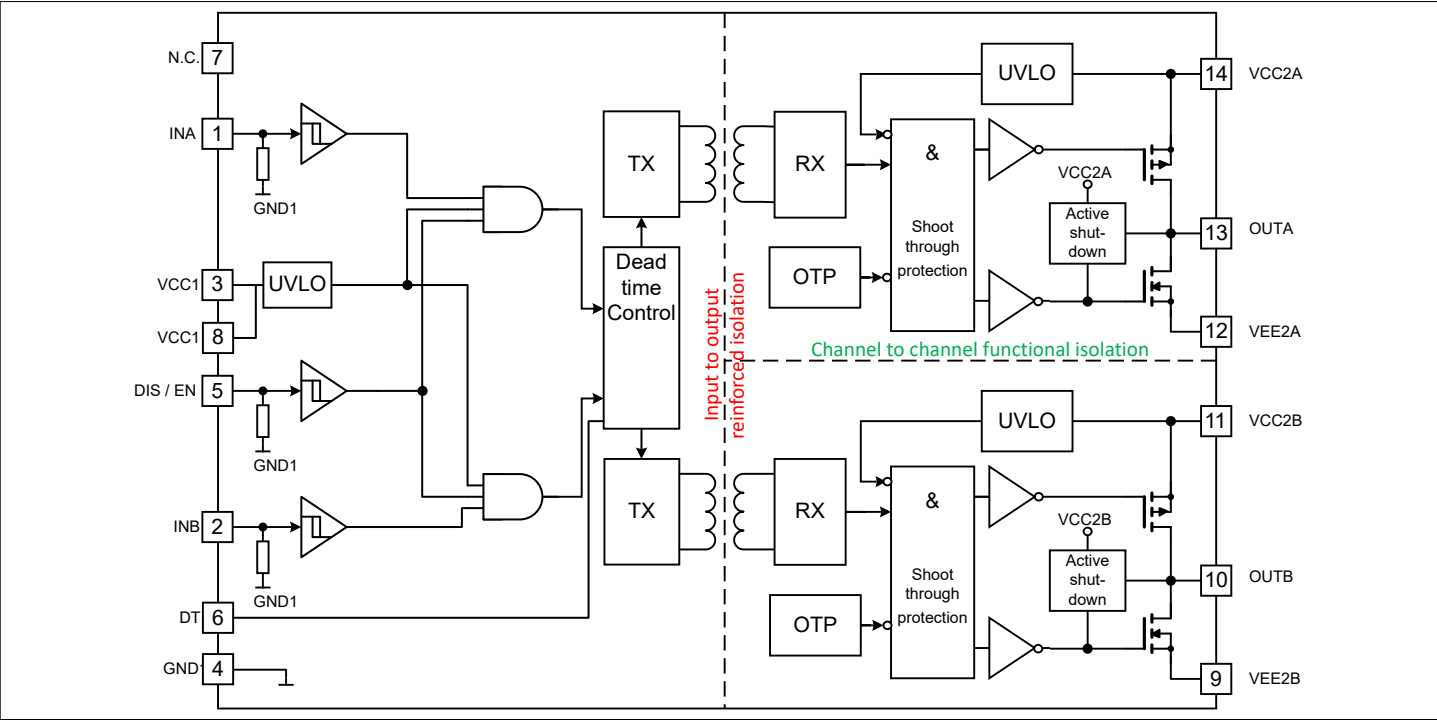 N.C.
7
INA
1
GND1
VCC1
3
UVLO
VCC1
8
DIS / EN
5
GND1
INB
2
GND1
DT
6
GND1
4
TX
Dead
time
Control
TX
Input to output
reinforced isolation
UVLO
14
VCC2A
RX
&
Shoot
through
protection
OTP
VCC2A
Active
shut-
down
13
OUTA
12
VEE2A
Channel to channel functional isolation
UVLO
11
VCC2B
RX
&
Shoot
through
protection
OTP
VCC2B
Active
shut-
down
10
OUTB
9
VEE2B